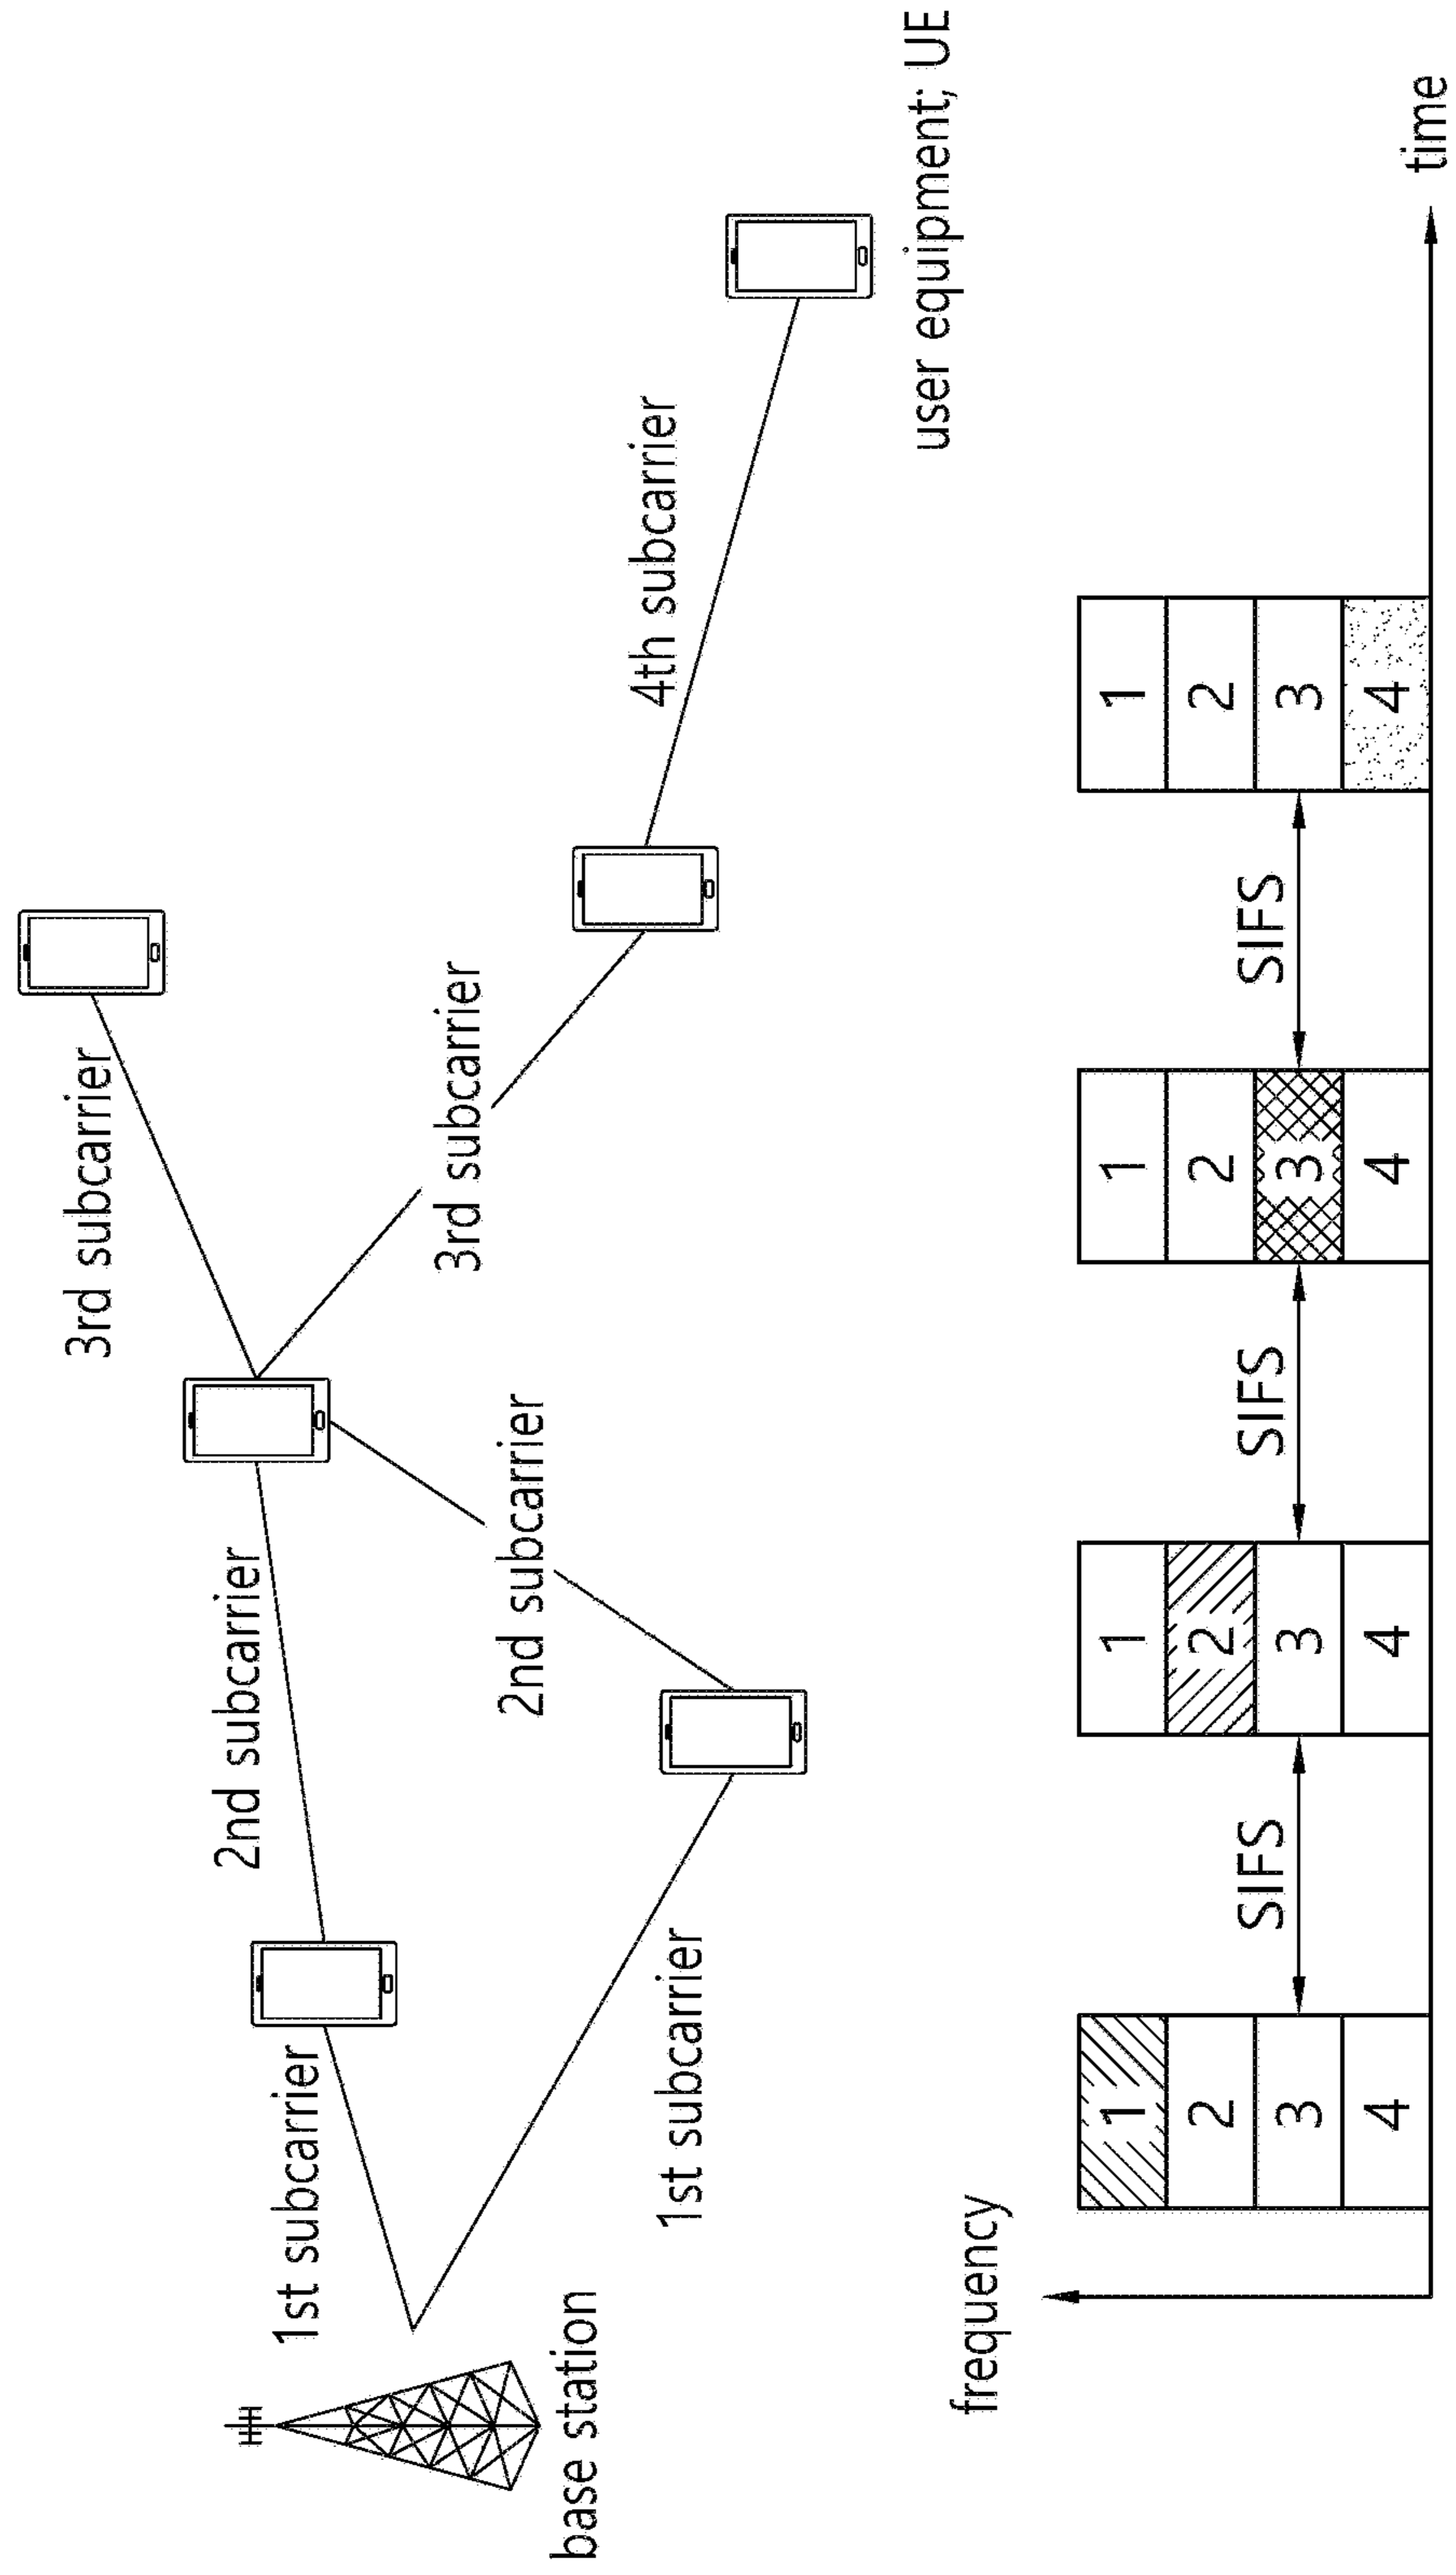 3rd subcarrier
2nd subcarrier
1st subcarrier
3rd subcarrier
2nd subcarrier
4th subcarrier
1st subcarrier
base station
user equipment; UE
frequency
1
2
3
4
SIFS
1
2
3
4
SIFS
1
2
3
4
SIFS
1
2
3
4
time